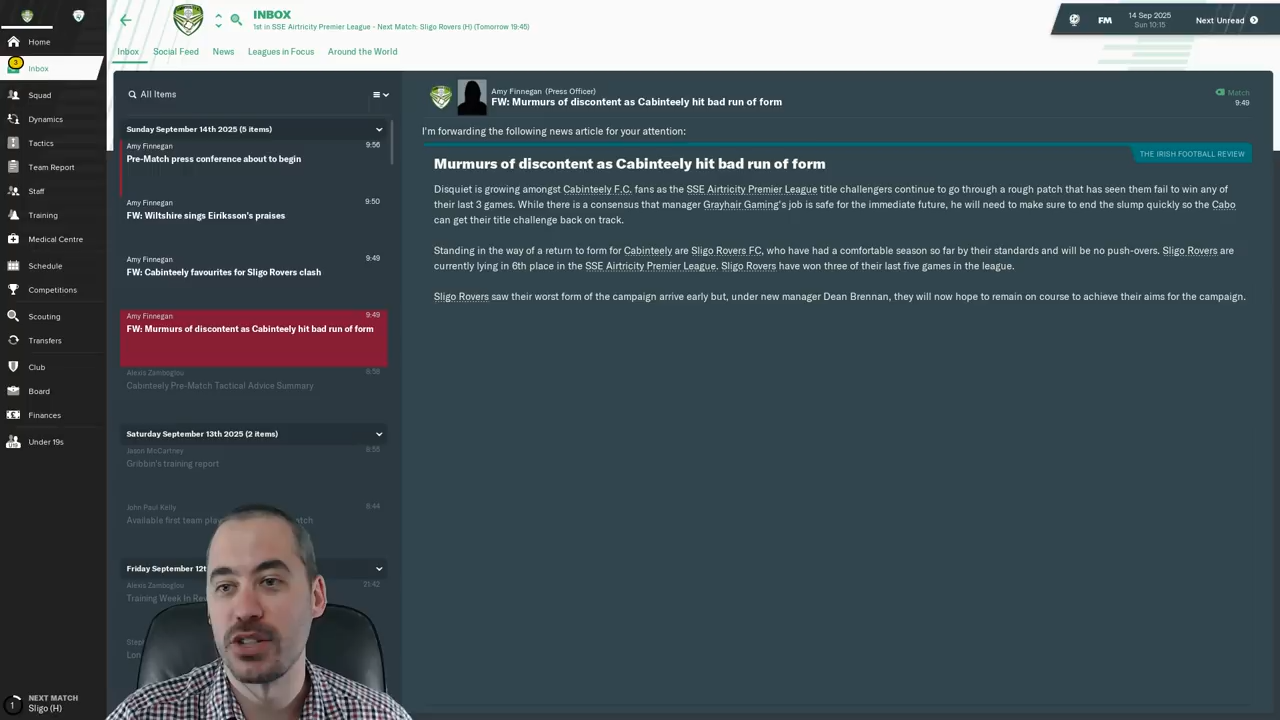 INBOX
1st in SSE Airtricity Premier League - Next Match: Sligo Rovers (H) (Tomorrow 19:45)
FM
14 Sep 2025
Sun 10:15
Next Unread
Inbox
Social Feed
News
Leagues in Focus
Around the World
Home
3
Inbox
Squad
Dynamics
Tactics
Team Report
Staff
Training
Medical Centre
Schedule
Competitions
Scouting
Transfers
Club
Board
Finances
Under 19s
1
NEXT MATCH
Sligo (H)
All Items
Sunday September 14th 2025 (5 items)
Amy Finnegan
9:56
Pre-Match press conference about to begin
Amy Finnegan
9:50
FW: Wiltshire sings Eiríksson's praises
Amy Finnegan
9:49
FW: Cabinteely favourites for Sligo Rovers clash
Amy Finnegan
9:49
FW: Murmurs of discontent as Cabinteely hit bad run of form
Alexis Zamboglou
8:58
Cabinteely Pre-Match Tactical Advice Summary
Saturday September 13th 2025 (2 items)
Jason McCartney
8:55
Gribbin's training report
John Paul Kelly
8:44
Available first team
Friday September
Alexis Zamboglou
21:42
Training Week In
Amy Finnegan (Press Officer)
FW: Murmurs of discontent as Cabinteely hit bad run of form
Match
9:49
I'm forwarding the following news article for your attention:
THE IRISH FOOTBALL REVIEW
Murmurs of discontent as Cabinteely hit bad run of form
Disquiet is growing amongst Cabinteely F.C. fans as the SSE Airtricity Premier League title challengers continue to go through a rough patch that has seen them fail to win any of
their last 3 games. While there is a consensus that manager Grayhair Gaming's job is safe for the immediate future, he will need to make sure to end the slump quickly so the Cabo
can get their title challenge back on track.
Standing in the way of a return to form for Cabinteely are Sligo Rovers FC, who have had a comfortable season so far by their standards and will be no push-overs. Sligo Rovers are
currently lying in 6th place in the SSE Airtricity Premier League. Sligo Rovers have won three of their last five games in the league.
Sligo Rovers saw their worst form of the campaign arrive early but, under new manager Dean Brennan, they will now hope to remain on course to achieve their aims for the campaign.